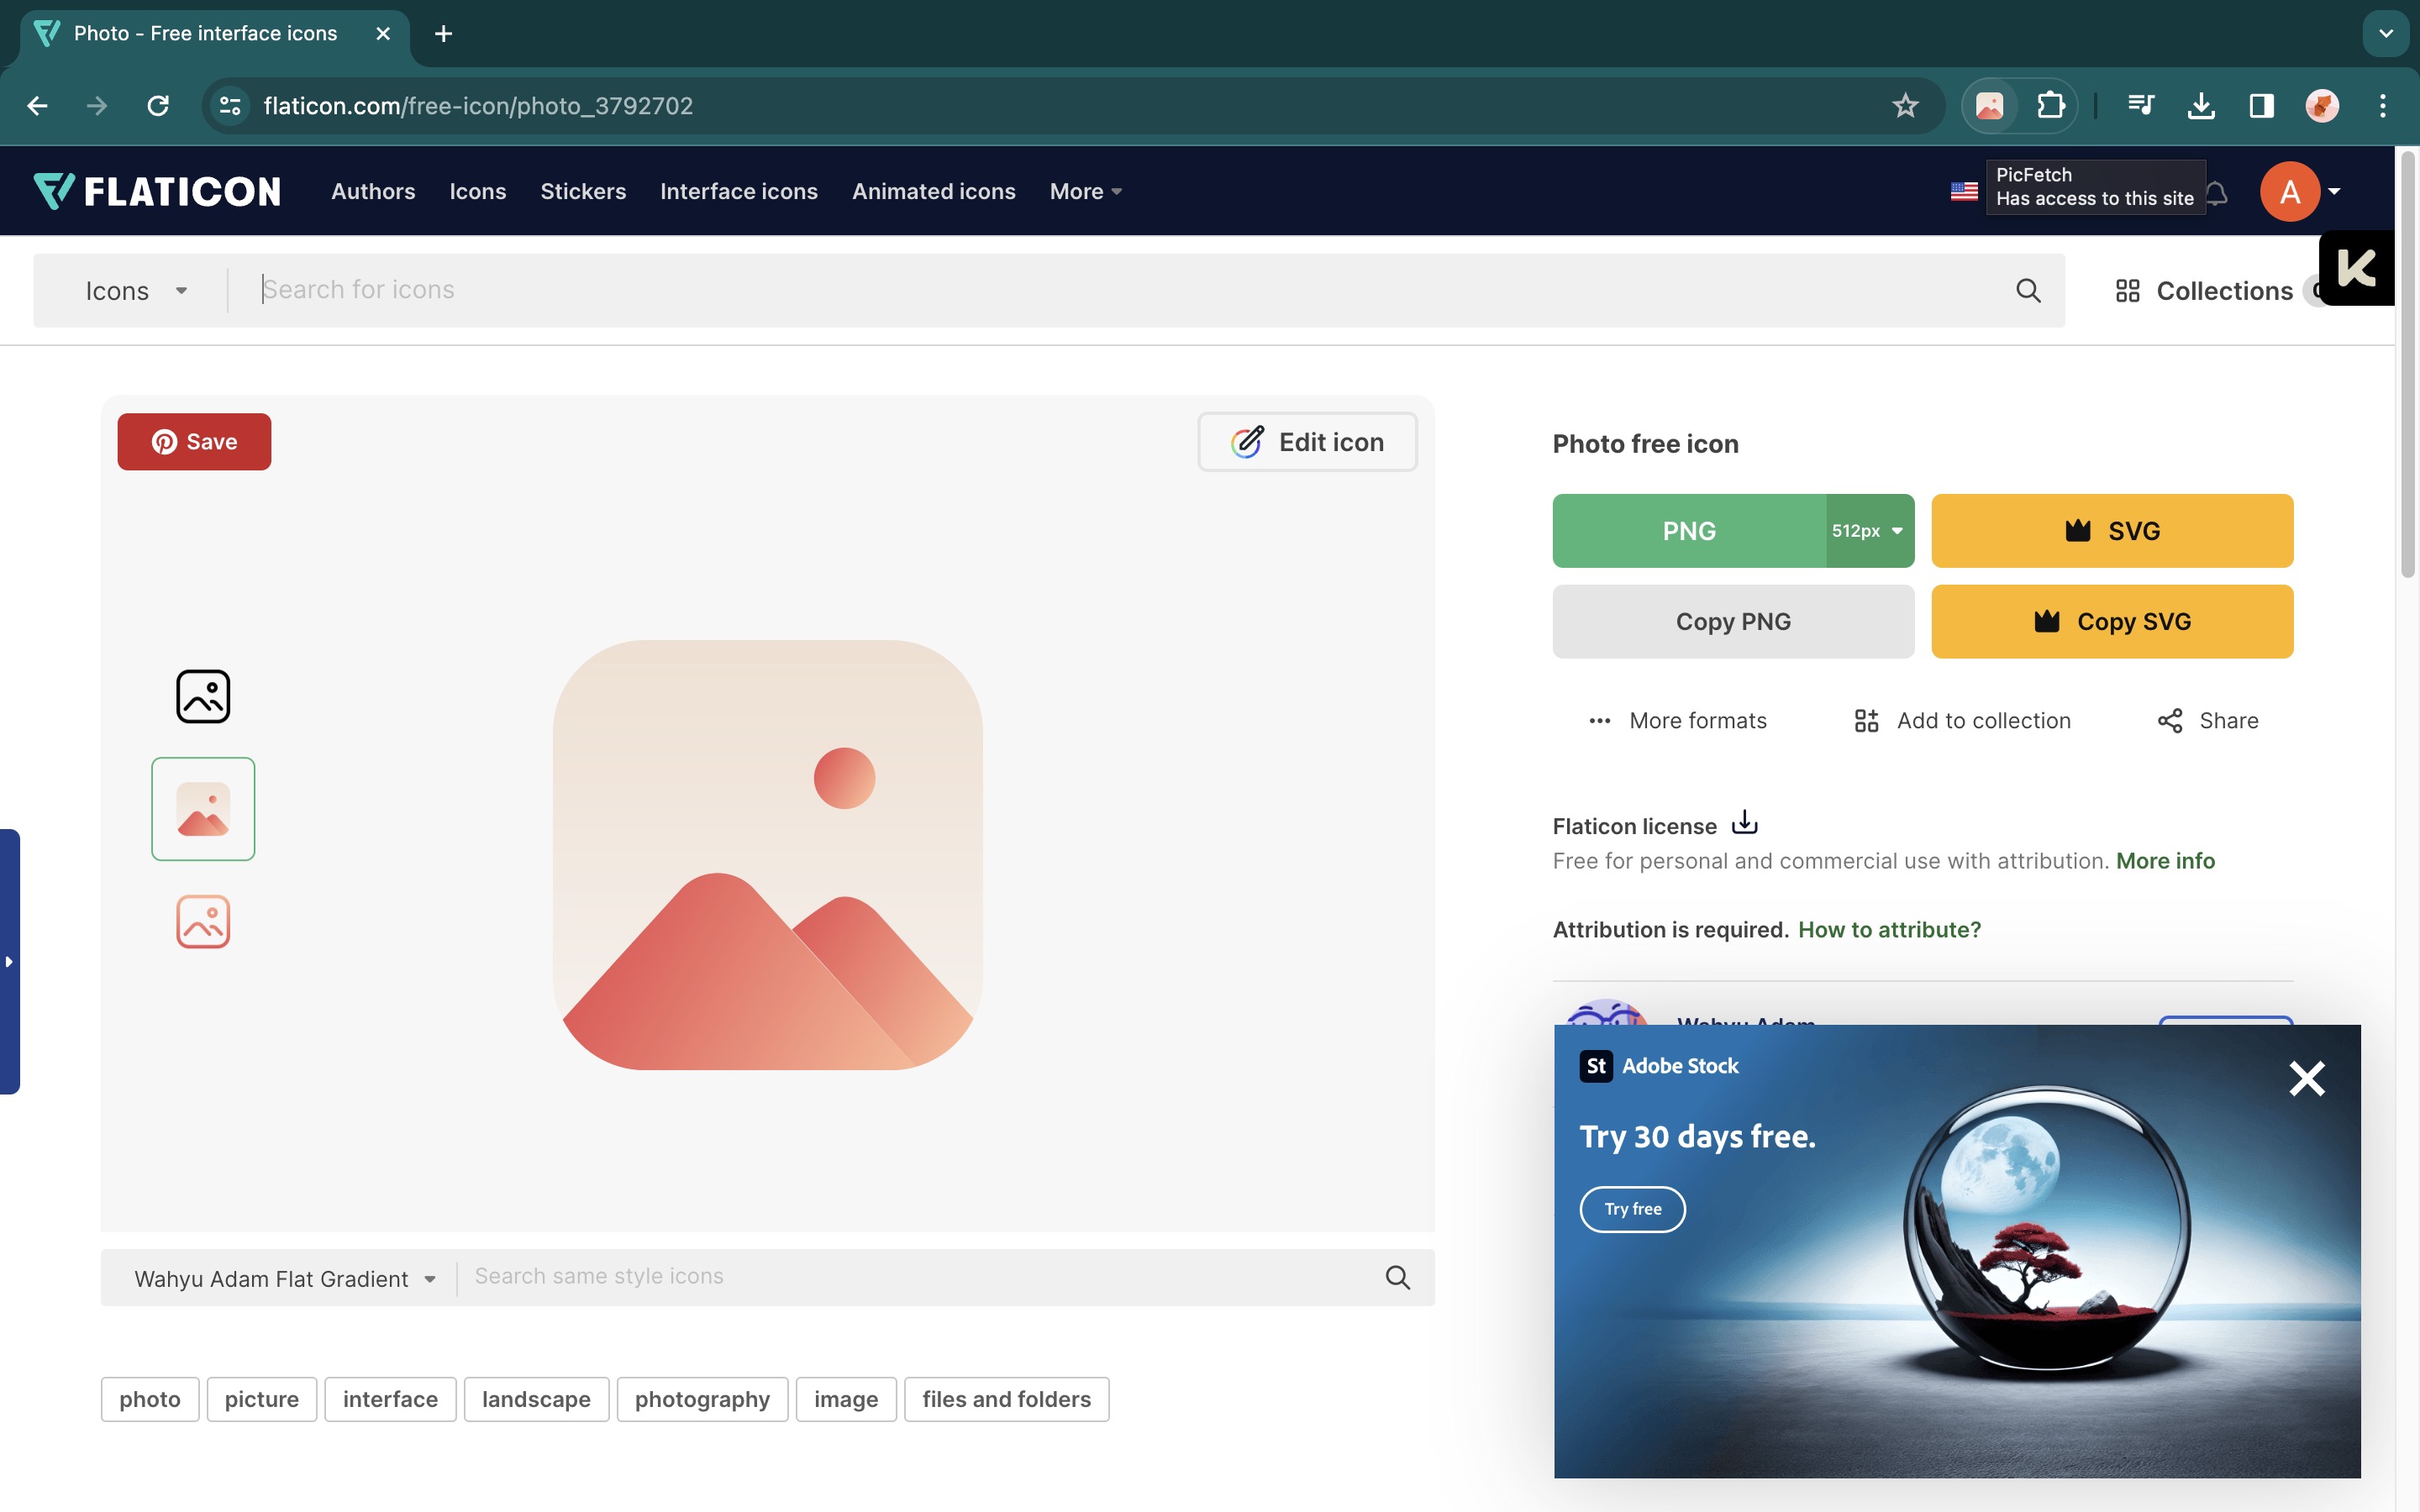 Photo - Free interface icons
flaticon.com/free-icon/photo_3792702
FLATICON
Authors
Icons
Stickers
Interface icons
Animated icons
More
PicFetch
Has access to this site
A
Icons
Search for icons
Collections
K
Save
Edit icon
Photo free icon
PNG
512px
SVG
Copy PNG
Copy SVG
More formats
Add to collection
Share
Flaticon license
Free for personal and commercial use with attribution. More info
Attribution is required. How to attribute?
Wahyu Adam
St Adobe Stock
Try 30 days free.
Try free
Wahyu Adam Flat Gradient
Search same style icons
photo
picture
interface
landscape
photography
image
files and folders